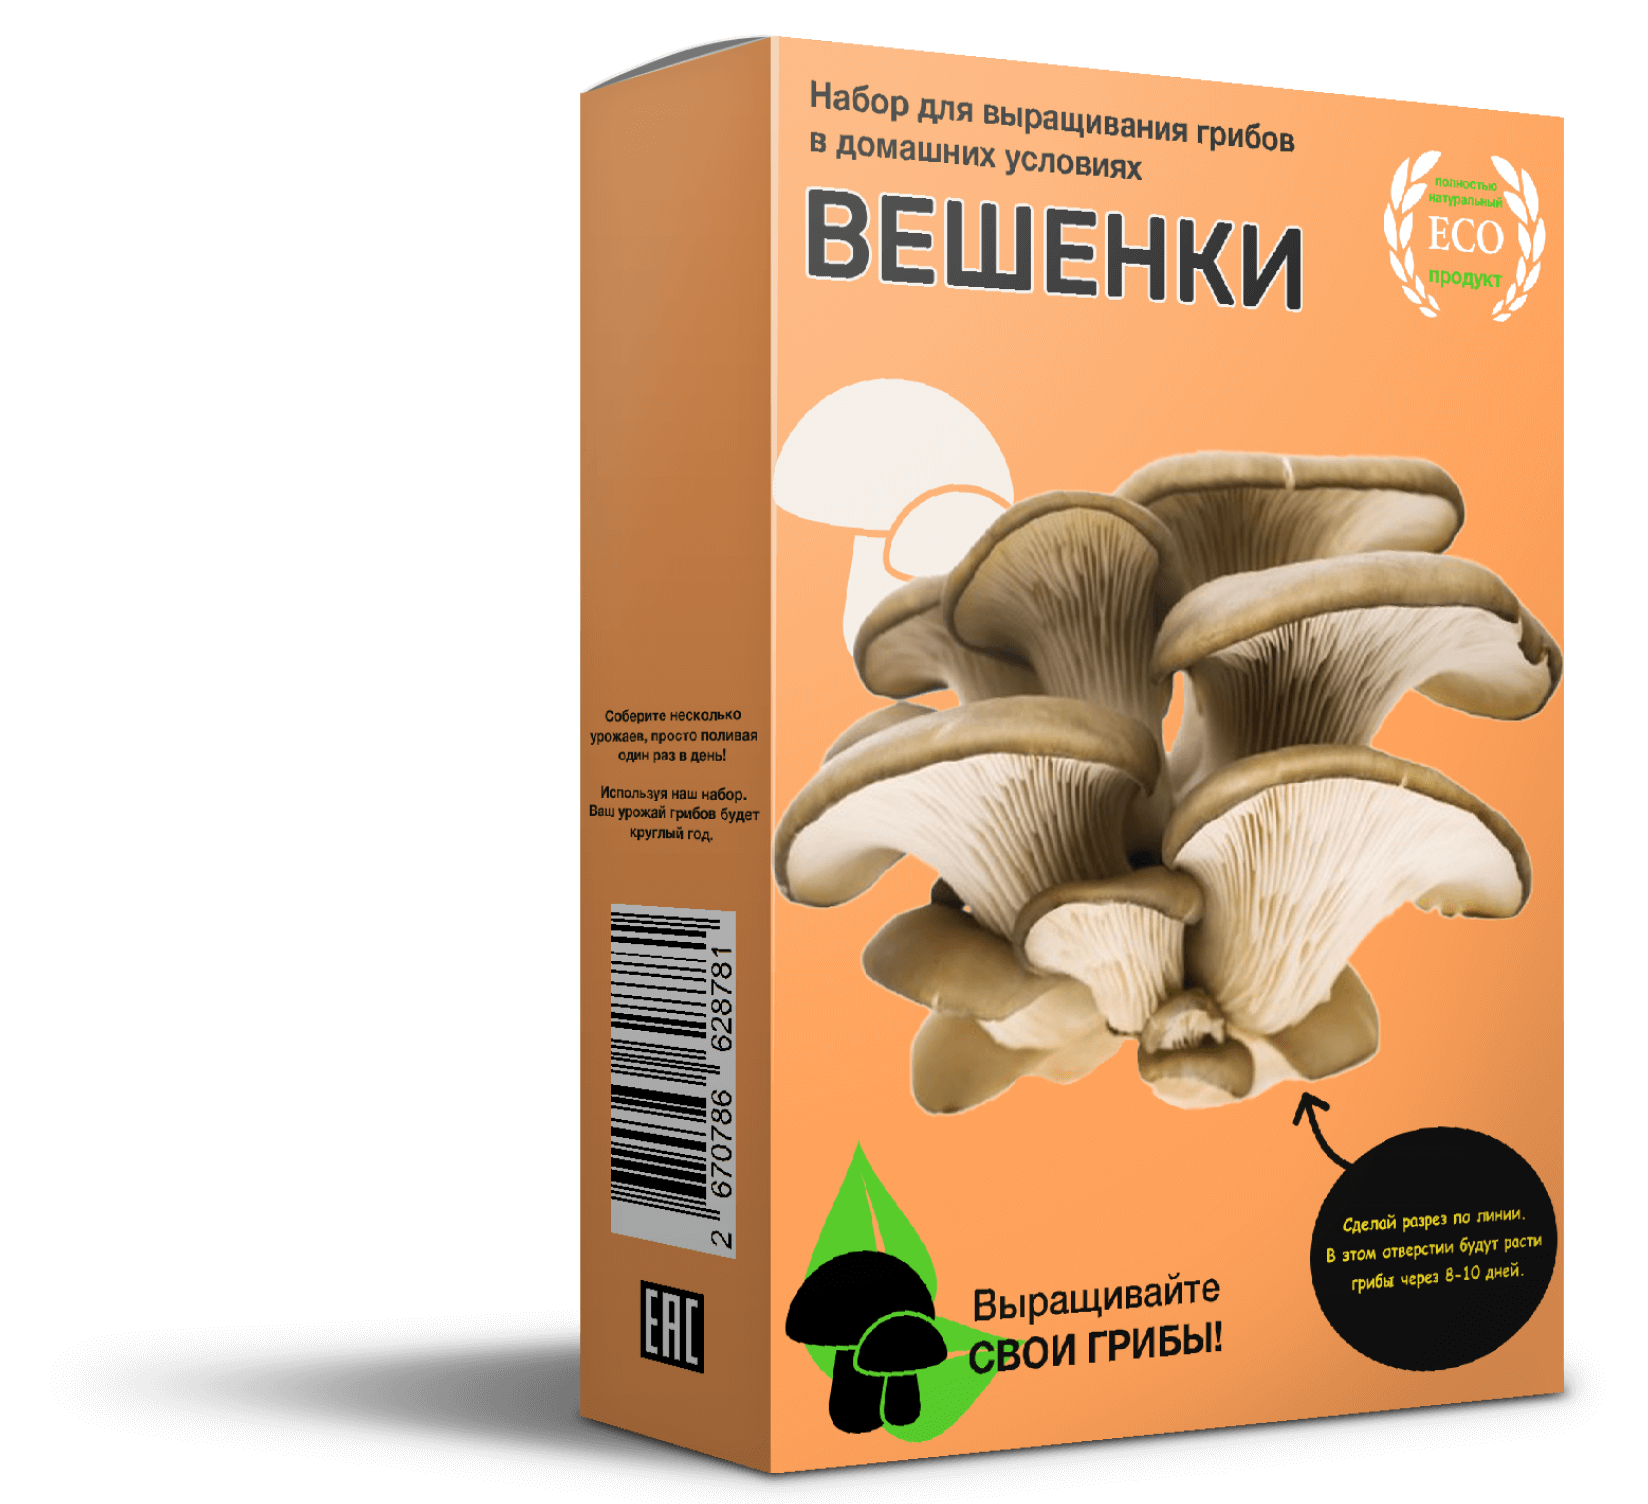 Набор для выращивания грибов
в домашних условиях
ВЕШЕНКИ
полностью
натуральный
ECO
продукт
Соберите несколько
урожаев, просто поливая
один раз в день!
Используя наш набор.
Ваш урожай грибов будет
круглый год.
2 670786 628781
EAC
Выращивайте
СВОИ ГРИБЫ!
Сделай разрез по линии.
В этом отверстии будут расти
грибы через 8-10 дней.